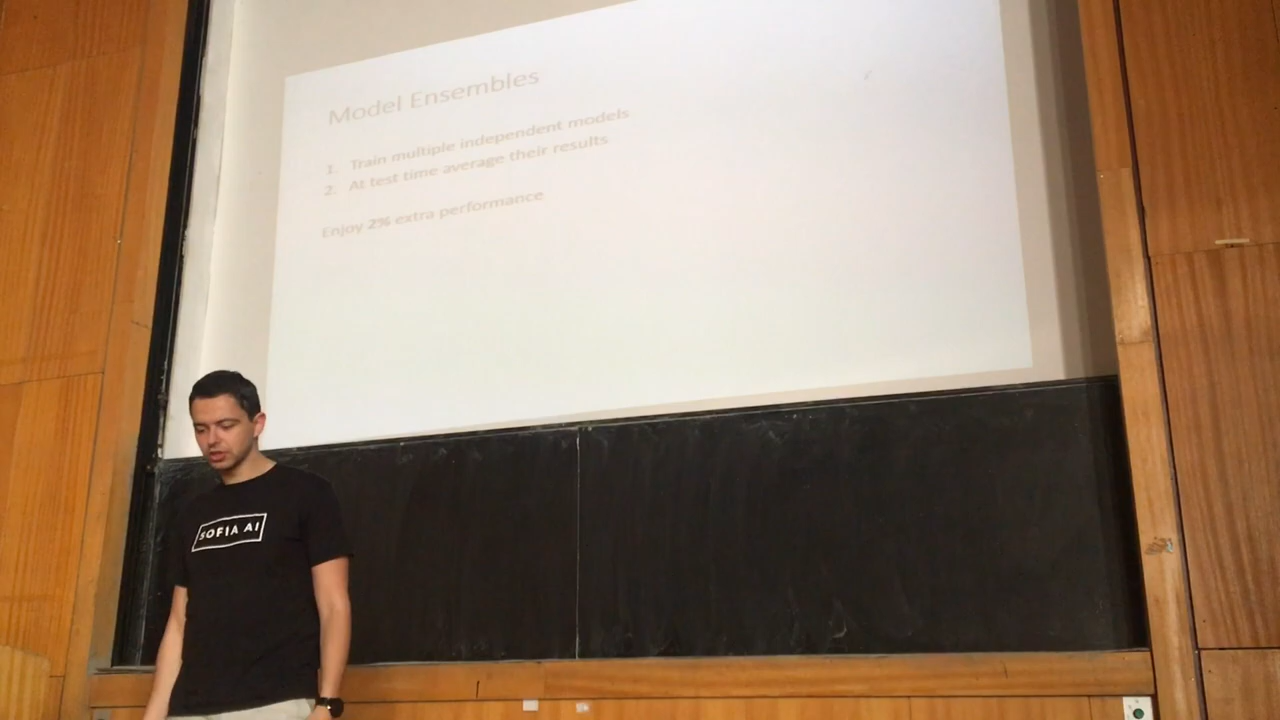 Model Ensembles
1. Train multiple independent models
2. At test time average their results
Enjoy 2% extra performance
SOFIA AI